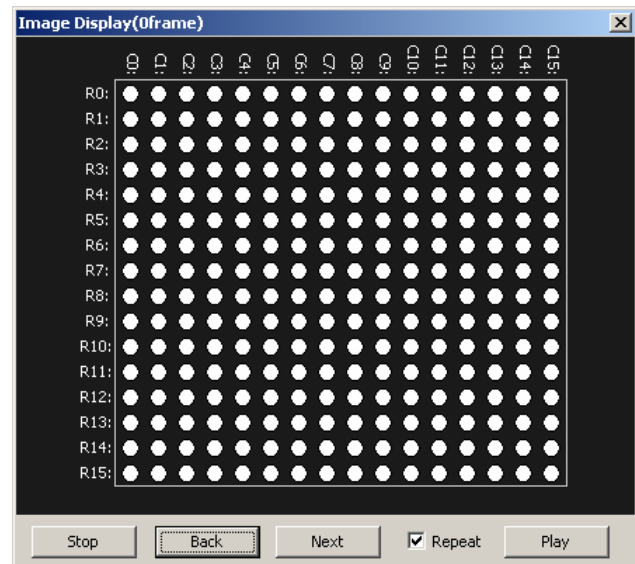 Image Display(0frame)
C0: C1: C2: C3: C4: C5: C6: C7: C8: C9: C10: C11: C12: C13: C14: C15:
R0:
R1:
R2:
R3:
R4:
R5:
R6:
R7:
R8:
R9:
R10:
R11:
R12:
R13:
R14:
R15:
Stop Back Next Repeat Play